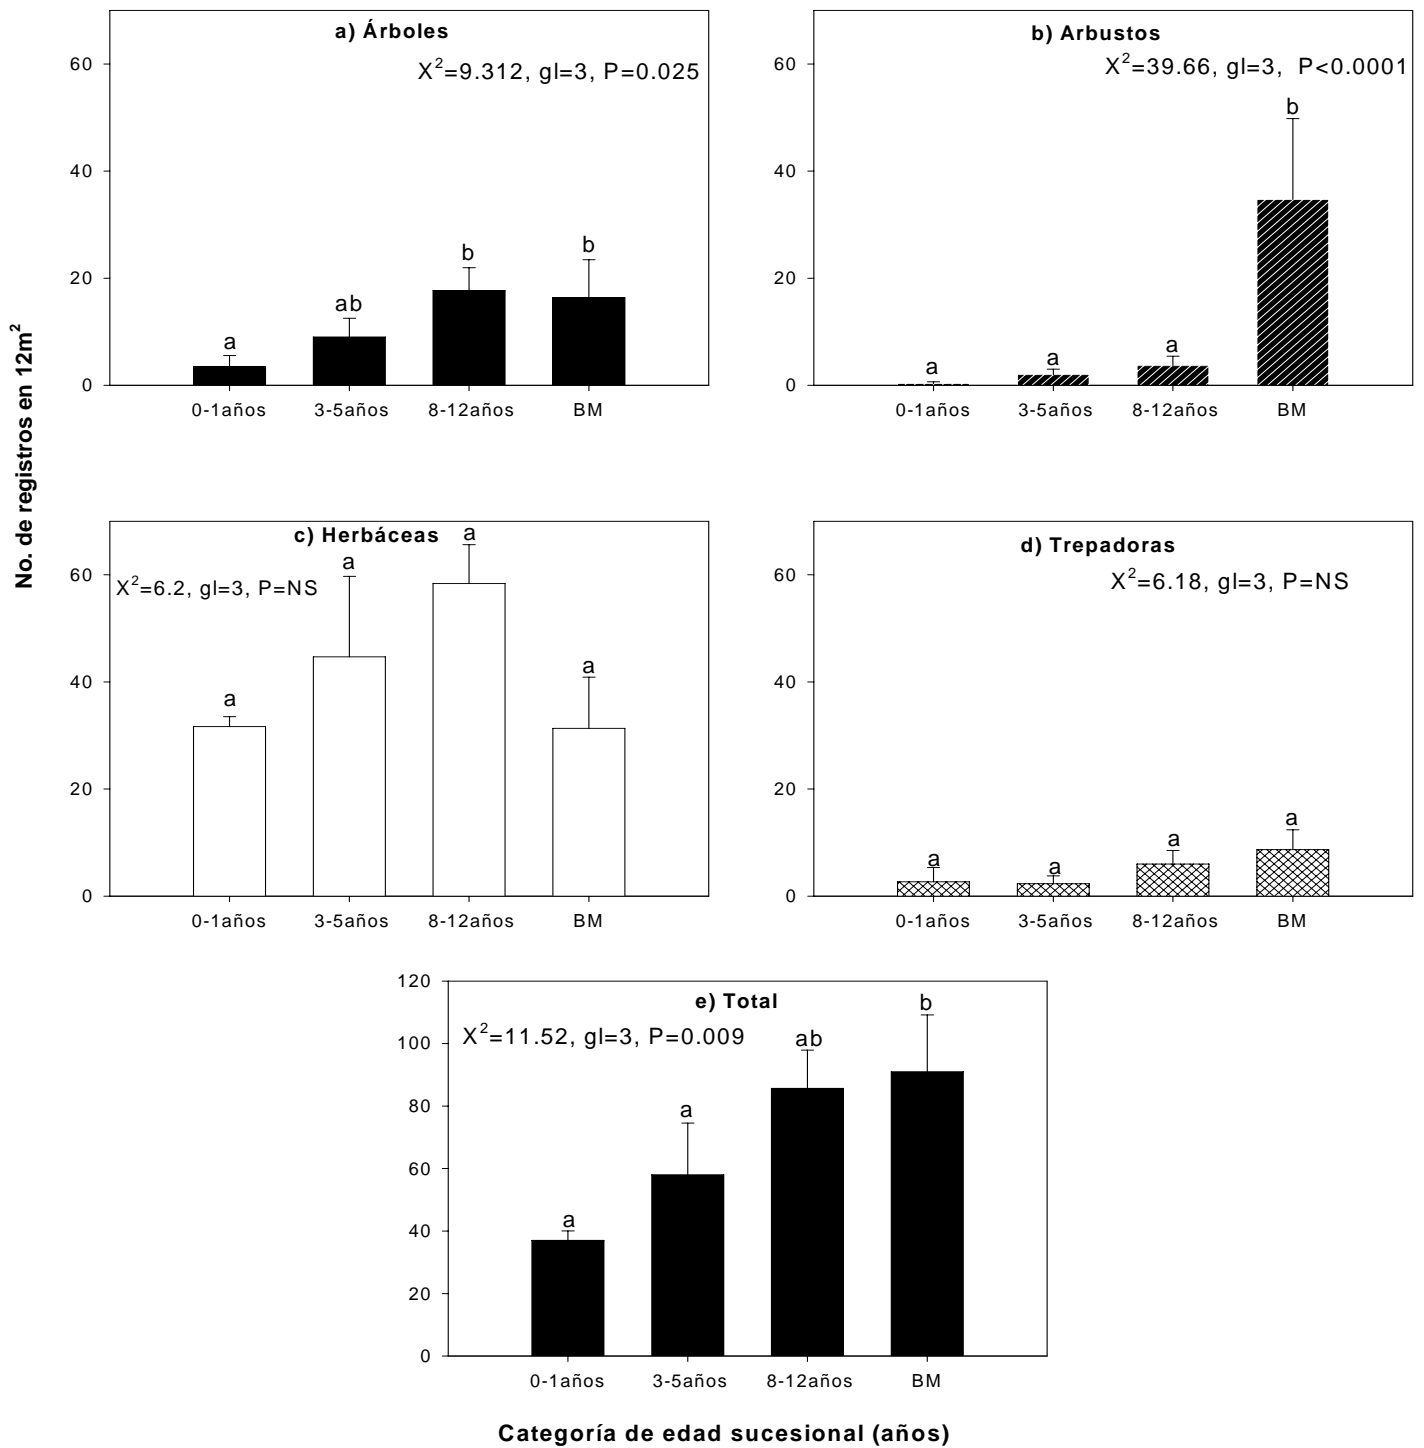 No. de registros en 12m²
a) Árboles
X²=9.312, gl=3, P=0.025
60
40
20
0
a
ab
b
b
0-1años 3-5años 8-12años BM
b) Arbustos
X²=39.66, gl=3, P<0.0001
60
40
20
0
a
a
a
b
0-1años 3-5años 8-12años BM
c) Herbáceas
X²=6.2, gl=3, P=NS
60
40
20
0
a
a
a
a
0-1años 3-5años 8-12años BM
d) Trepadoras
X²=6.18, gl=3, P=NS
60
40
20
0
a
a
a
a
0-1años 3-5años 8-12años BM
e) Total
X²=11.52, gl=3, P=0.009
120
100
80
60
40
20
0
a
a
ab
b
0-1años 3-5años 8-12años BM
Categoría de edad sucesional (años)